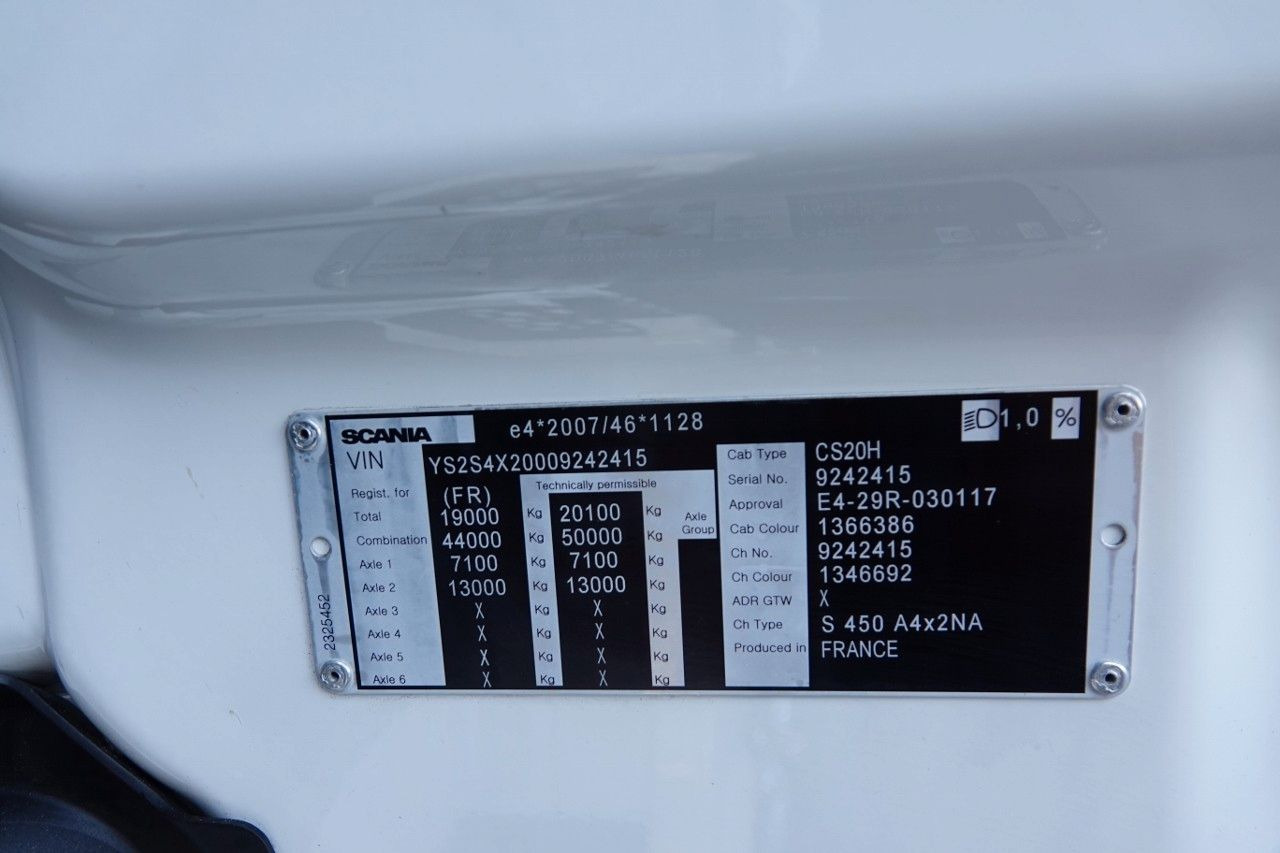 SCANIA e4*2007/46*1128 1,0 %
VIN YS2S4X20009242415
Technically permissible
Regist. for (FR)
Total 19000 Kg 20100 Kg Axle Group
Combination 44000 Kg 50000 Kg
Axle 1 7100 Kg 7100 Kg
Axle 2 13000 Kg 13000 Kg
Axle 3 X Kg X Kg
Axle 4 X Kg X Kg
Axle 5 X Kg X Kg
Axle 6 X Kg X Kg
Cab Type CS20H
Serial No. 9242415
Approval E4-29R-030117
Cab Colour 1366386
Ch No. 9242415
Ch Colour 1346692
ADR GTW X
Ch Type S 450 A4x2NA
Produced in FRANCE
2325452